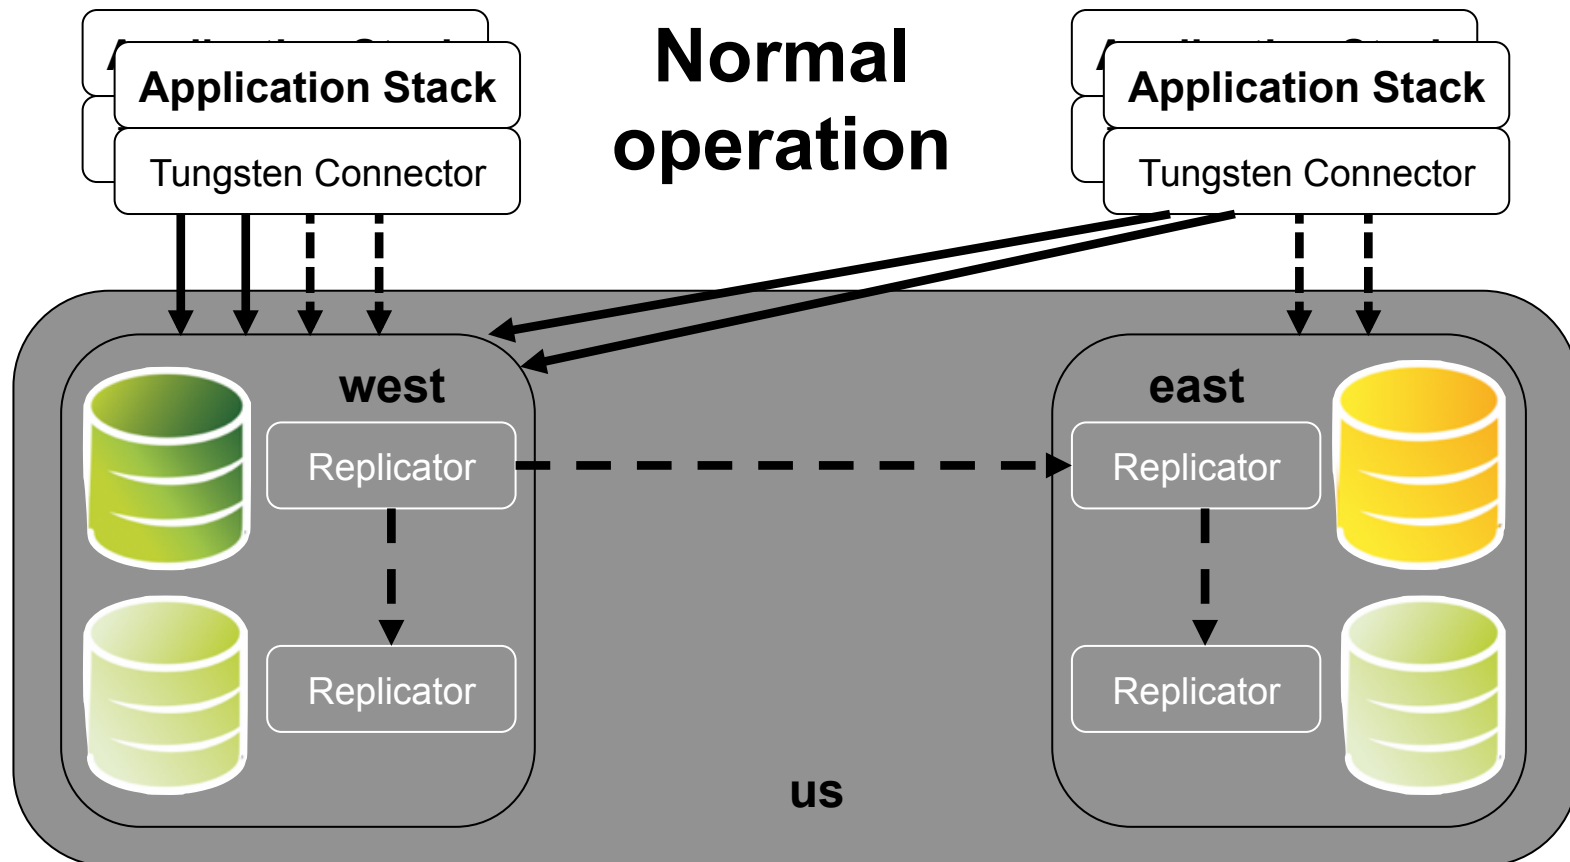 Normal
operation
Application Stack
Tungsten Connector
Application Stack
Tungsten Connector
west
Replicator
Replicator
east
Replicator
Replicator
us